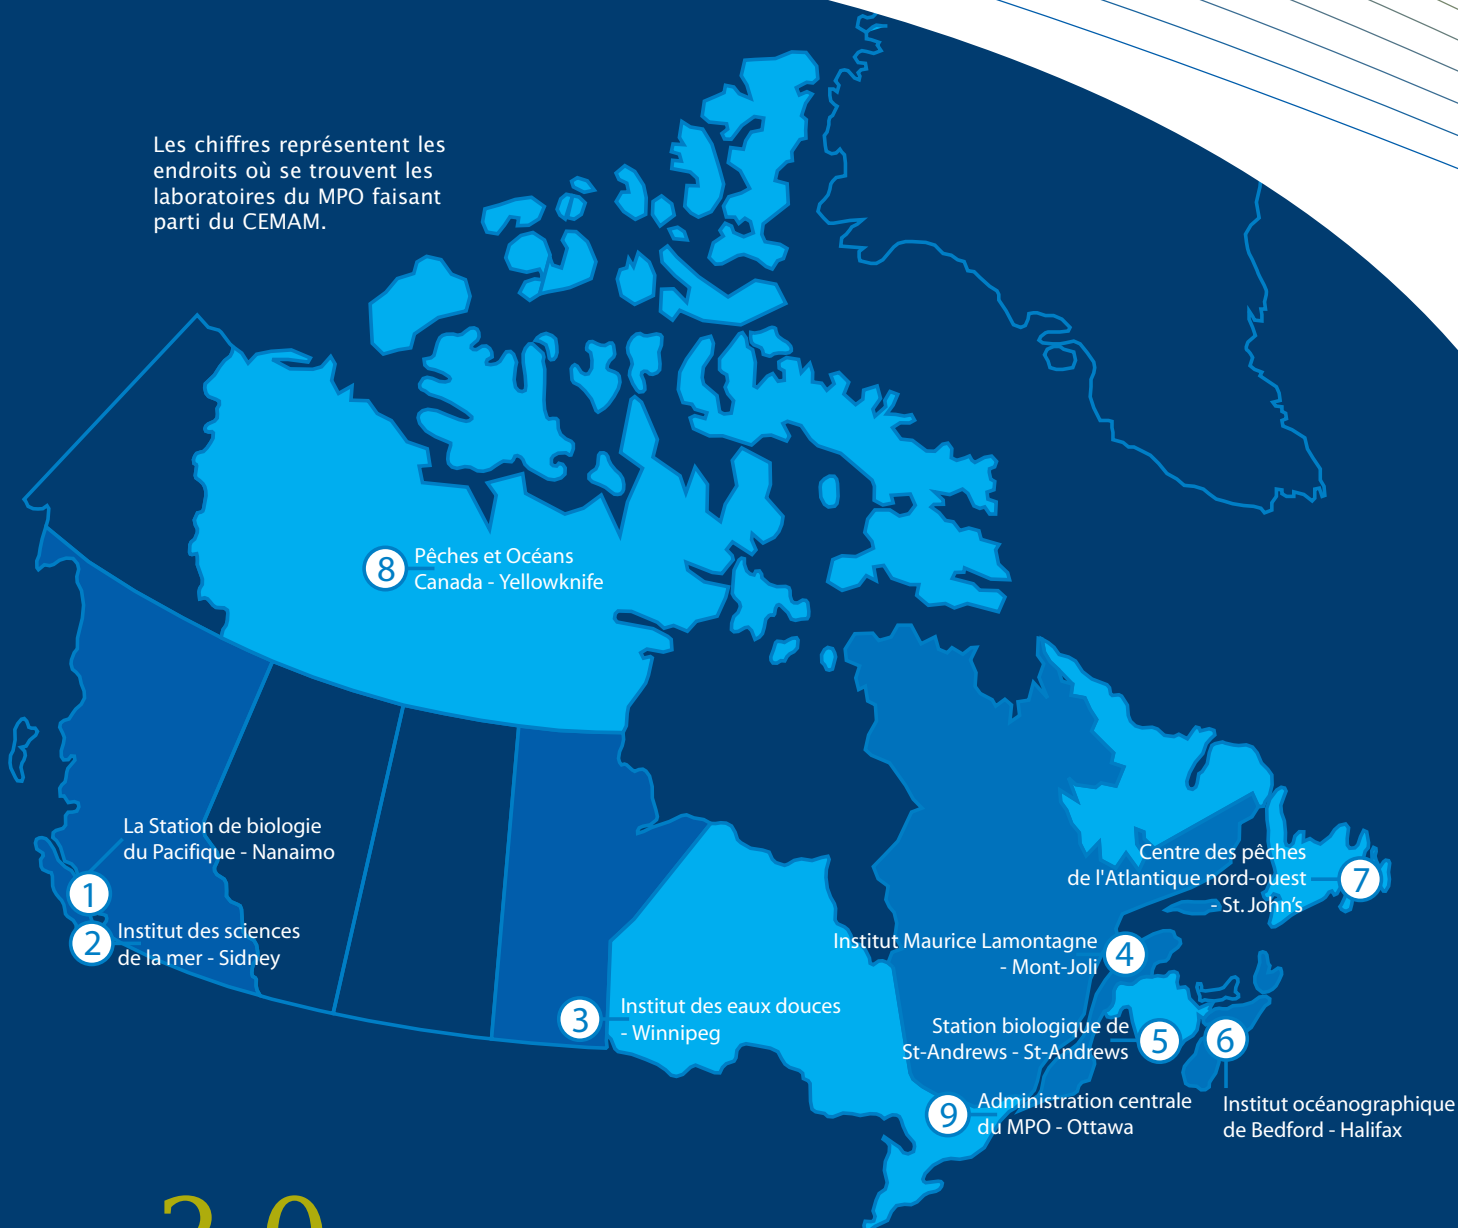 Les chiffres représentent les
endroits où se trouvent les
laboratoires du MPO faisant
parti du CEMAM.
8
Pêches et Océans
Canada - Yellowknife
La Station de biologie
du Pacifique - Nanaimo
1
2
Institut des sciences
de la mer - Sidney
3
Institut des eaux douces
- Winnipeg
Centre des pêches
de l'Atlantique nord-ouest
- St. John’s
7
Institut Maurice Lamontagne
- Mont-Joli
4
Station biologique de
St-Andrews - St-Andrews
5
6
Institut océanographique
de Bedford - Halifax
9
Administration centrale
du MPO - Ottawa